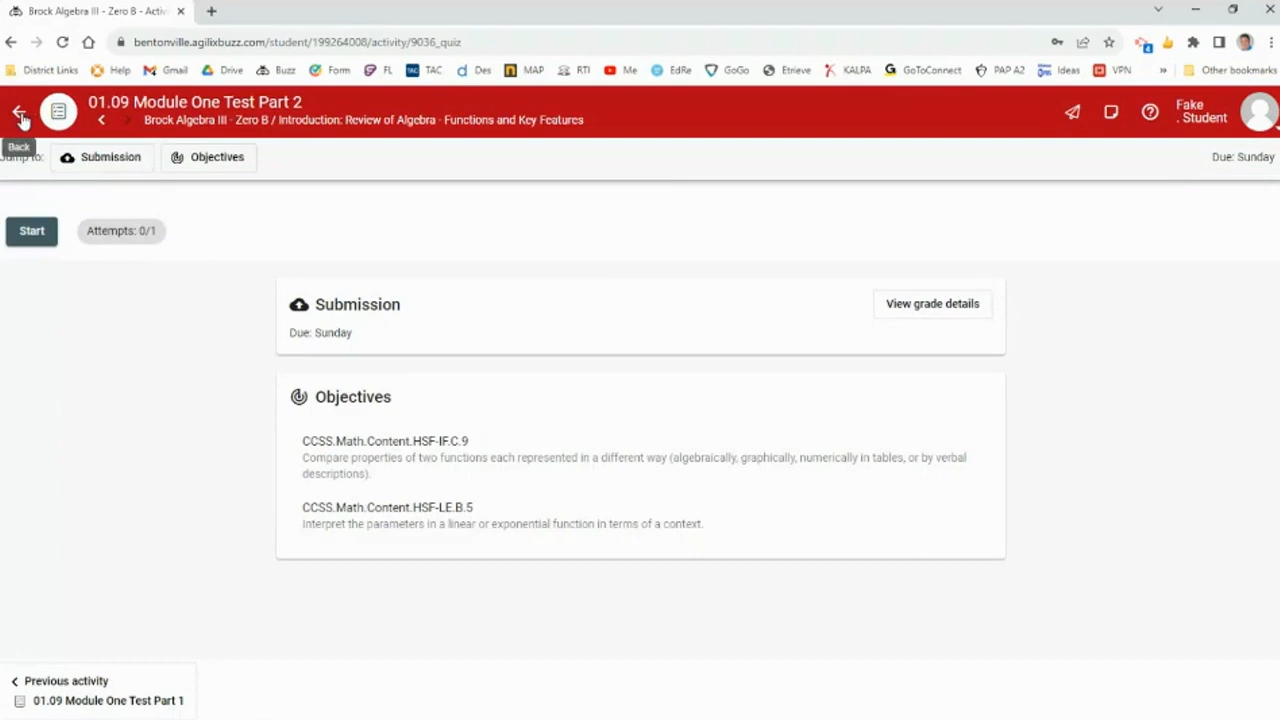 Brock Algebra III - Zero B - Activi
bentonville.agilixbuzz.com/student/199264008/activity/9036_quiz
District Links Help Gmail Drive Buzz Form FL TAC Des MAP RTI Me EdRe GoGo Etrieve KALPA GoToConnect PAP A2 Ideas VPN » Other bookmarks
01.09 Module One Test Part 2
Brock Algebra III - Zero B / Introduction: Review of Algebra - Functions and Key Features
Fake
. Student
Back
Jump to:
Submission
Objectives
Due: Sunday
Start
Attempts: 0/1
Submission
View grade details
Due: Sunday
Objectives
CCSS.Math.Content.HSF-IF.C.9
Compare properties of two functions each represented in a different way (algebraically, graphically, numerically in tables, or by verbal
descriptions).
CCSS.Math.Content.HSF-LE.B.5
Interpret the parameters in a linear or exponential function in terms of a context.
Previous activity
01.09 Module One Test Part 1